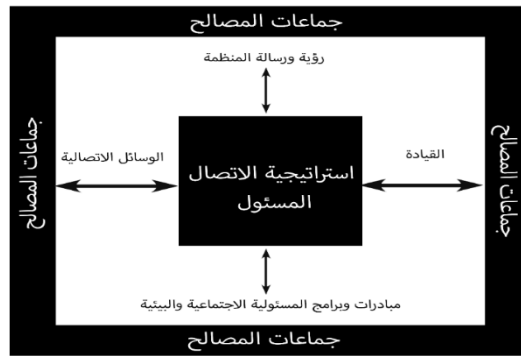 جماعات المصالح
رؤية ورسالة المنظمة
جماعات المصالح
القيادة
استراتيجية الاتصال
المسئول
الوسائل الاتصالية
جماعات المصالح
مبادرات وبرامج المسئولية الاجتماعية والبيئية
جماعات المصالح